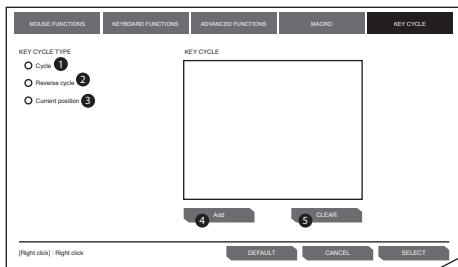 MOUSE FUNCTIONS KEYBOARD FUNCTIONS ADVANCED FUNCTIONS MACRO KEY CYCLE
KEY CYCLE TYPE KEY CYCLE
Cycle 1
Reverse cycle 2
Current position 3
4 Add 5 CLEAR
[Right click] : Right click DEFAULT CANCEL SELECT